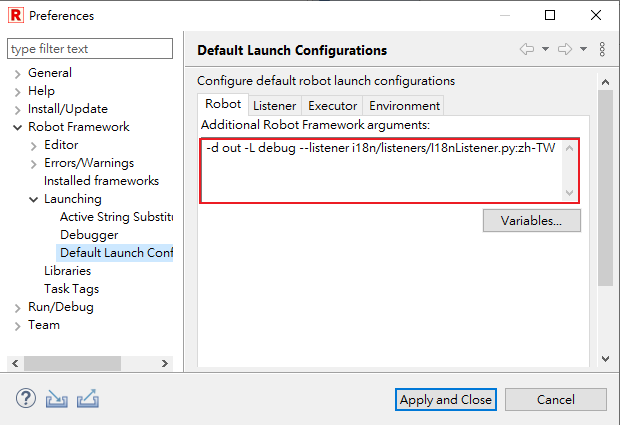 R Preferences
type filter text
General
Help
Install/Update
Robot Framework
Editor
Errors/Warnings
Installed frameworks
Launching
Active String Substitu
Debugger
Default Launch Conf
Libraries
Task Tags
Run/Debug
Team
Default Launch Configurations
Configure default robot launch configurations
Robot Listener Executor Environment
Additional Robot Framework arguments:
-d out -L debug --listener i18n/listeners/I18nListener.py:zh-TW
Variables...
? Apply and Close Cancel